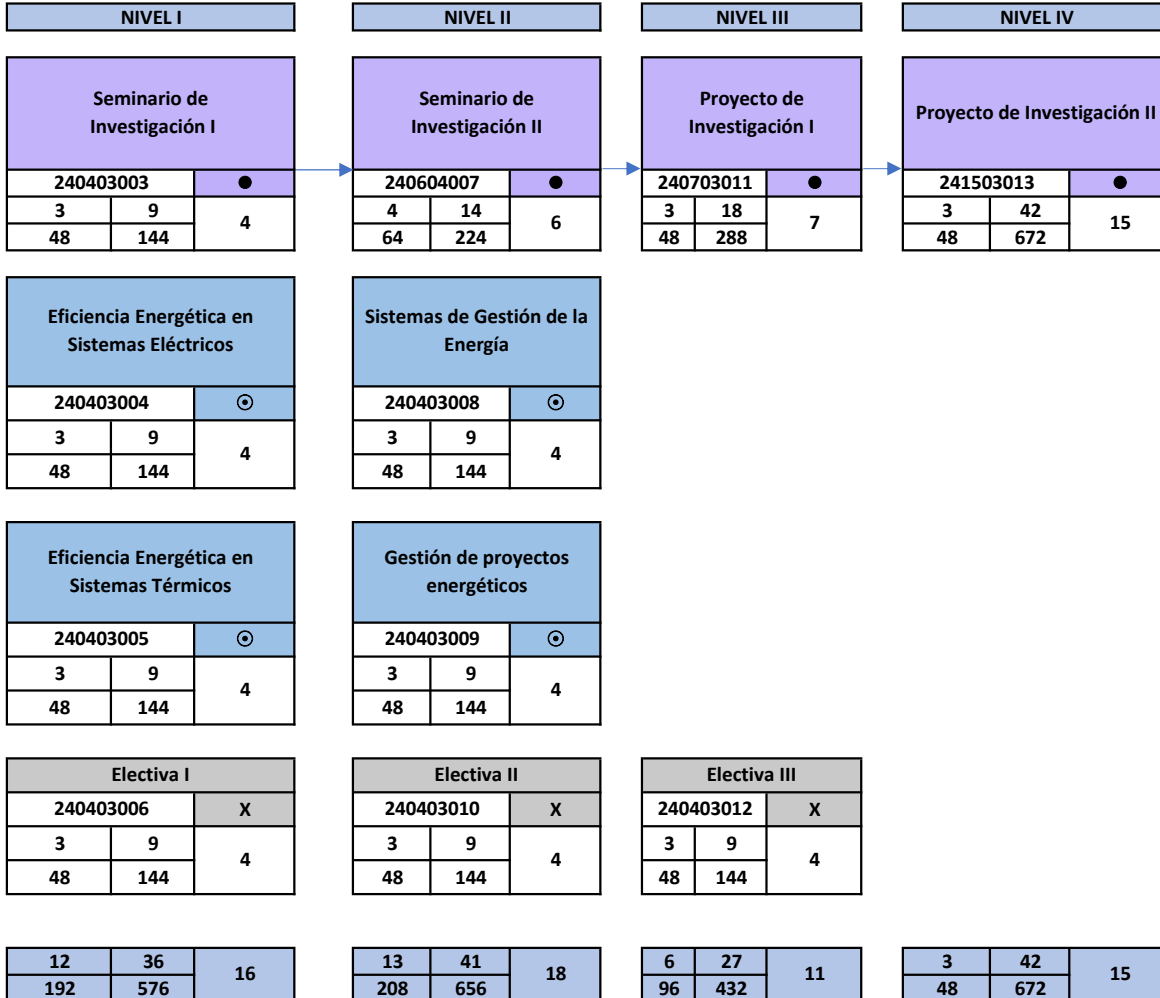 NIVEL I
NIVEL II
NIVEL III
NIVEL IV
Seminario de
Investigación I
240403003 ●
3 9 4
48 144
Seminario de
Investigación II
240604007 ●
4 14 6
64 224
Proyecto de
Investigación I
240703011 ●
3 18 7
48 288
Proyecto de Investigación II
241503013 ●
3 42 15
48 672
Eficiencia Energética en
Sistemas Eléctricos
240403004 ⊙
3 9 4
48 144
Sistemas de Gestión de la
Energía
240403008 ⊙
3 9 4
48 144
Eficiencia Energética en
Sistemas Térmicos
240403005 ⊙
3 9 4
48 144
Gestión de proyectos
energéticos
240403009 ⊙
3 9 4
48 144
Electiva I
240403006 X
3 9 4
48 144
Electiva II
240403010 X
3 9 4
48 144
Electiva III
240403012 X
3 9 4
48 144
12 36 16
192 576
13 41 18
208 656
6 27 11
96 432
3 42 15
48 672